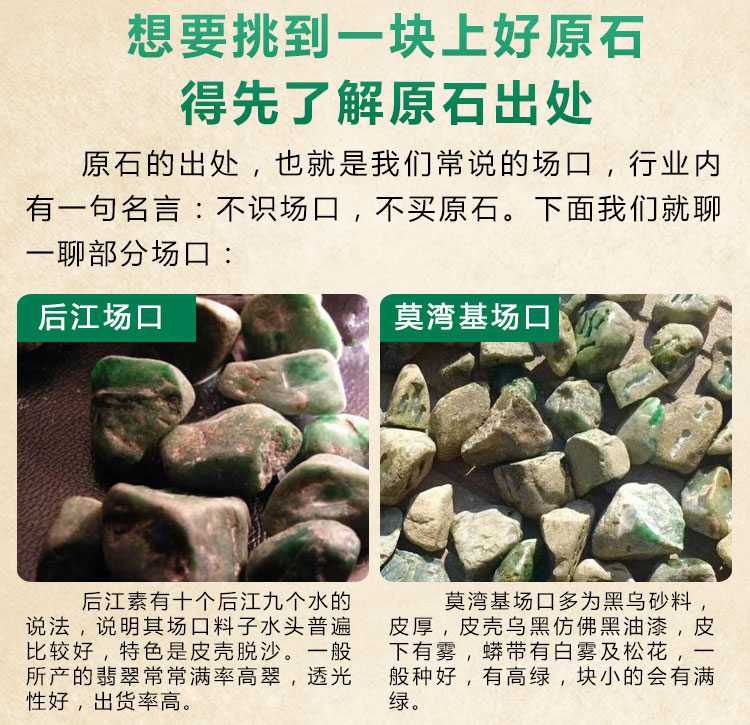 想要挑到一块上好原石
得先了解原石出处
原石的出处，也就是我们常说的场口，行业内
有一句名言：不识场口，不买原石。下面我们就聊
一聊部分场口：
后江场口
莫湾基场口
后江素有十个后江九个水的
说法，说明其场口料子水头普遍
比较好，特色是皮壳脱沙。一般
所产的翡翠常常满率高翠，透光
性好，出货率高。
莫湾基场口多为黑乌砂料，
皮厚，皮壳乌黑仿佛黑油漆，皮
下有雾，蟒带有白雾及松花，一
般种好，有高绿，块小的会有满
绿。